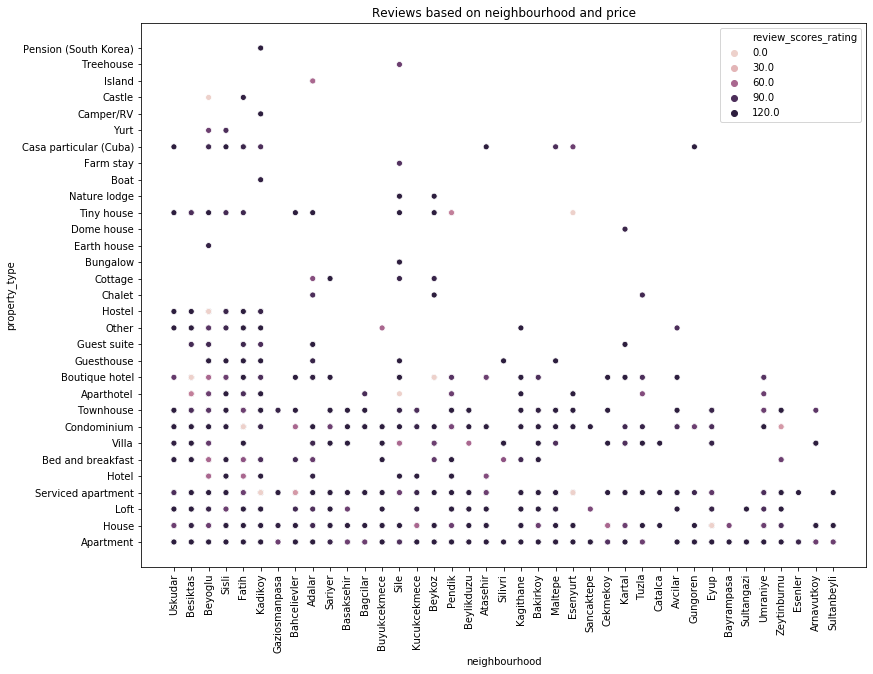 Reviews based on neighbourhood and price
review_scores_rating
0.0
30.0
60.0
90.0
120.0
property_type
Pension (South Korea)
Treehouse
Island
Castle
Camper/RV
Yurt
Casa particular (Cuba)
Farm stay
Boat
Nature lodge
Tiny house
Dome house
Earth house
Bungalow
Cottage
Chalet
Hostel
Other
Guest suite
Guesthouse
Boutique hotel
Aparthotel
Townhouse
Condominium
Villa
Bed and breakfast
Hotel
Serviced apartment
Loft
House
Apartment
Uskudar
Besiktas
Beyoglu
Sisli
Fatih
Kadikoy
Gaziosmanpasa
Bahcelievler
Adalar
Sariyer
Basaksehir
Bagcilar
Buyukcekmece
Sile
Kucukcekmece
Beykoz
Pendik
Beylikduzu
Atasehir
Silivri
Kagithane
Bakirkoy
Maltepe
Esenyurt
Sancaktepe
Cekmekoy
Kartal
Tuzla
Catalca
Avcilar
Gungoren
Eyup
Bayrampasa
Sultangazi
Umraniye
Zeytinburnu
Esenler
Arnavutkoy
Sultanbeyli
neighbourhood